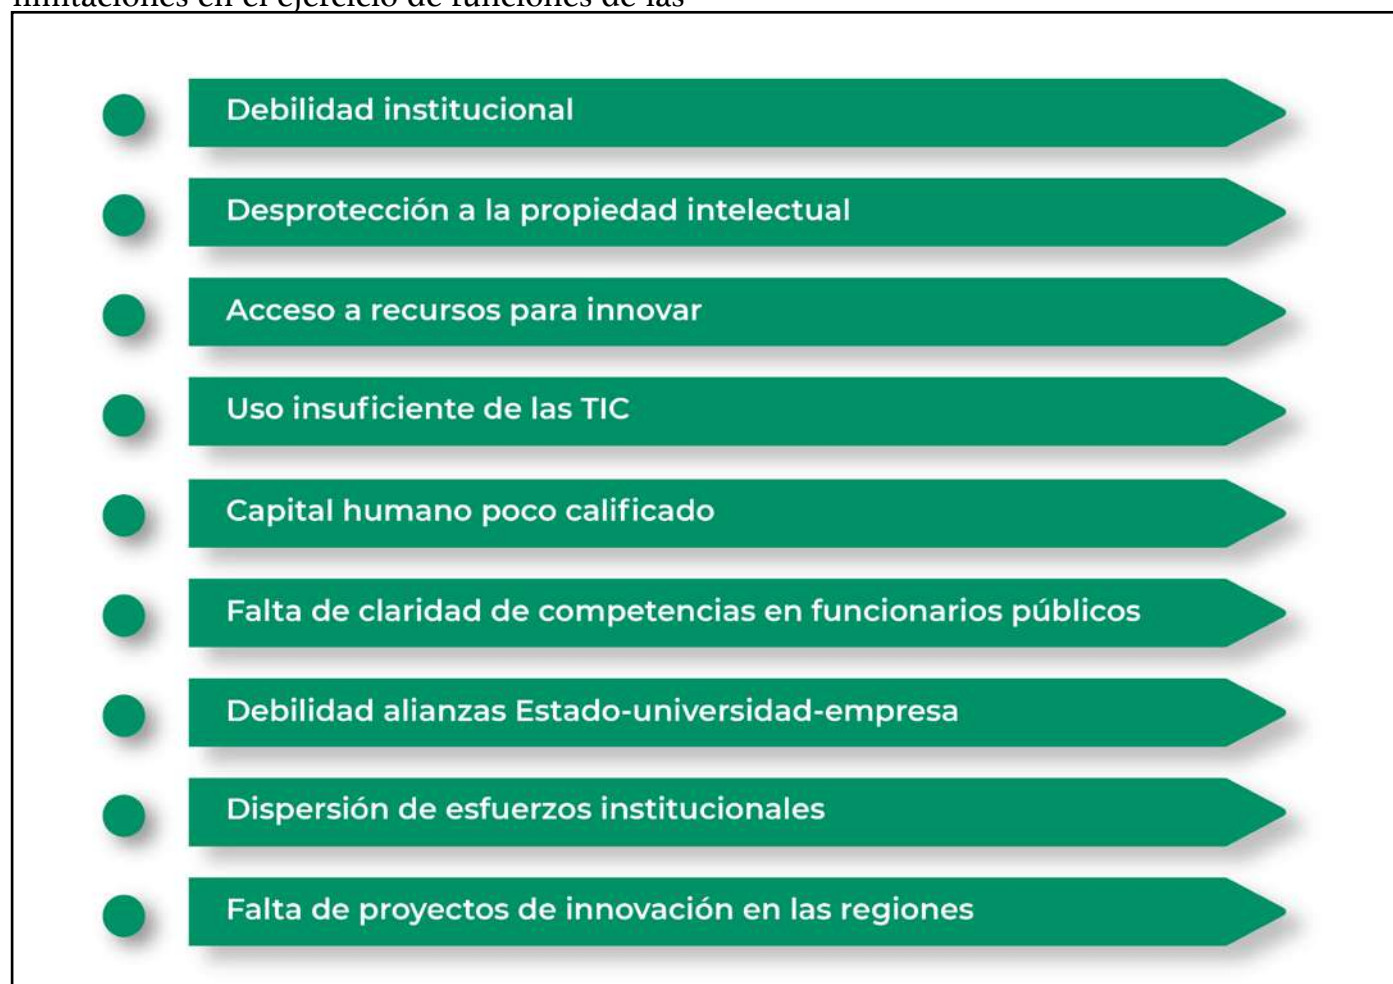 limitaciones en el ejercicio de funciones de las
Debilidad institucional
Desprotección a la propiedad intelectual
Acceso a recursos para innovar
Uso insuficiente de las TIC
Capital humano poco calificado
Falta de claridad de competencias en funcionarios públicos
Debilidad alianzas Estado-universidad-empresa
Dispersión de esfuerzos institucionales
Falta de proyectos de innovación en las regiones